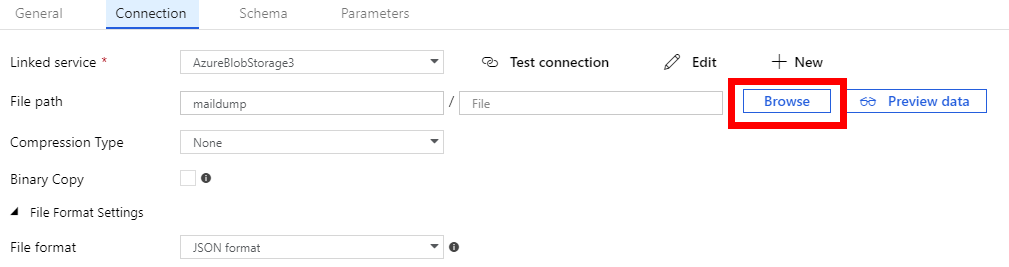 General Connection Schema Parameters
Linked service * AzureBlobStorage3 Test connection Edit New
File path maildump / File Browse Preview data
Compression Type None
Binary Copy
File Format Settings
File format JSON format